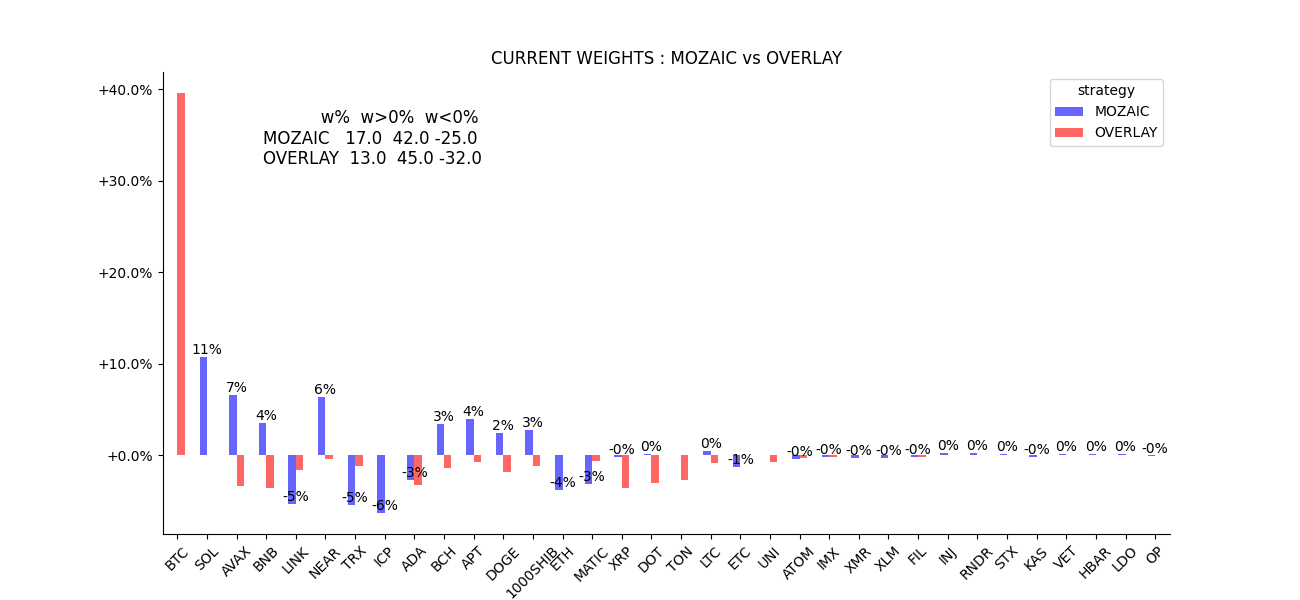 CURRENT WEIGHTS : MOZAIC vs OVERLAY
+40.0%
+30.0%
+20.0%
+10.0%
+0.0%
w% w>0% w<0%
MOZAIC 17.0 42.0 -25.0
OVERLAY 13.0 45.0 -32.0
strategy
MOZAIC
OVERLAY
11%
7%
4%
-5%
6%
-5%
-6%
-3%
3%
4%
2%
3%
-4%
-3%
-0%
0%
0%
-1%
-0%
-0%
-0%
-0%
-0%
0%
0%
0%
-0%
0%
0%
0%
-0%
BTC
SOL
AVAX
BNB
LINK
NEAR
TRX
ICP
ADA
BCH
APT
DOGE
1000SHIB
ETH
MATIC
XRP
DOT
TON
LTC
ETC
UNI
ATOM
IMX
XMR
XLM
FIL
INJ
RNDR
STX
KAS
VET
HBAR
LDO
OP